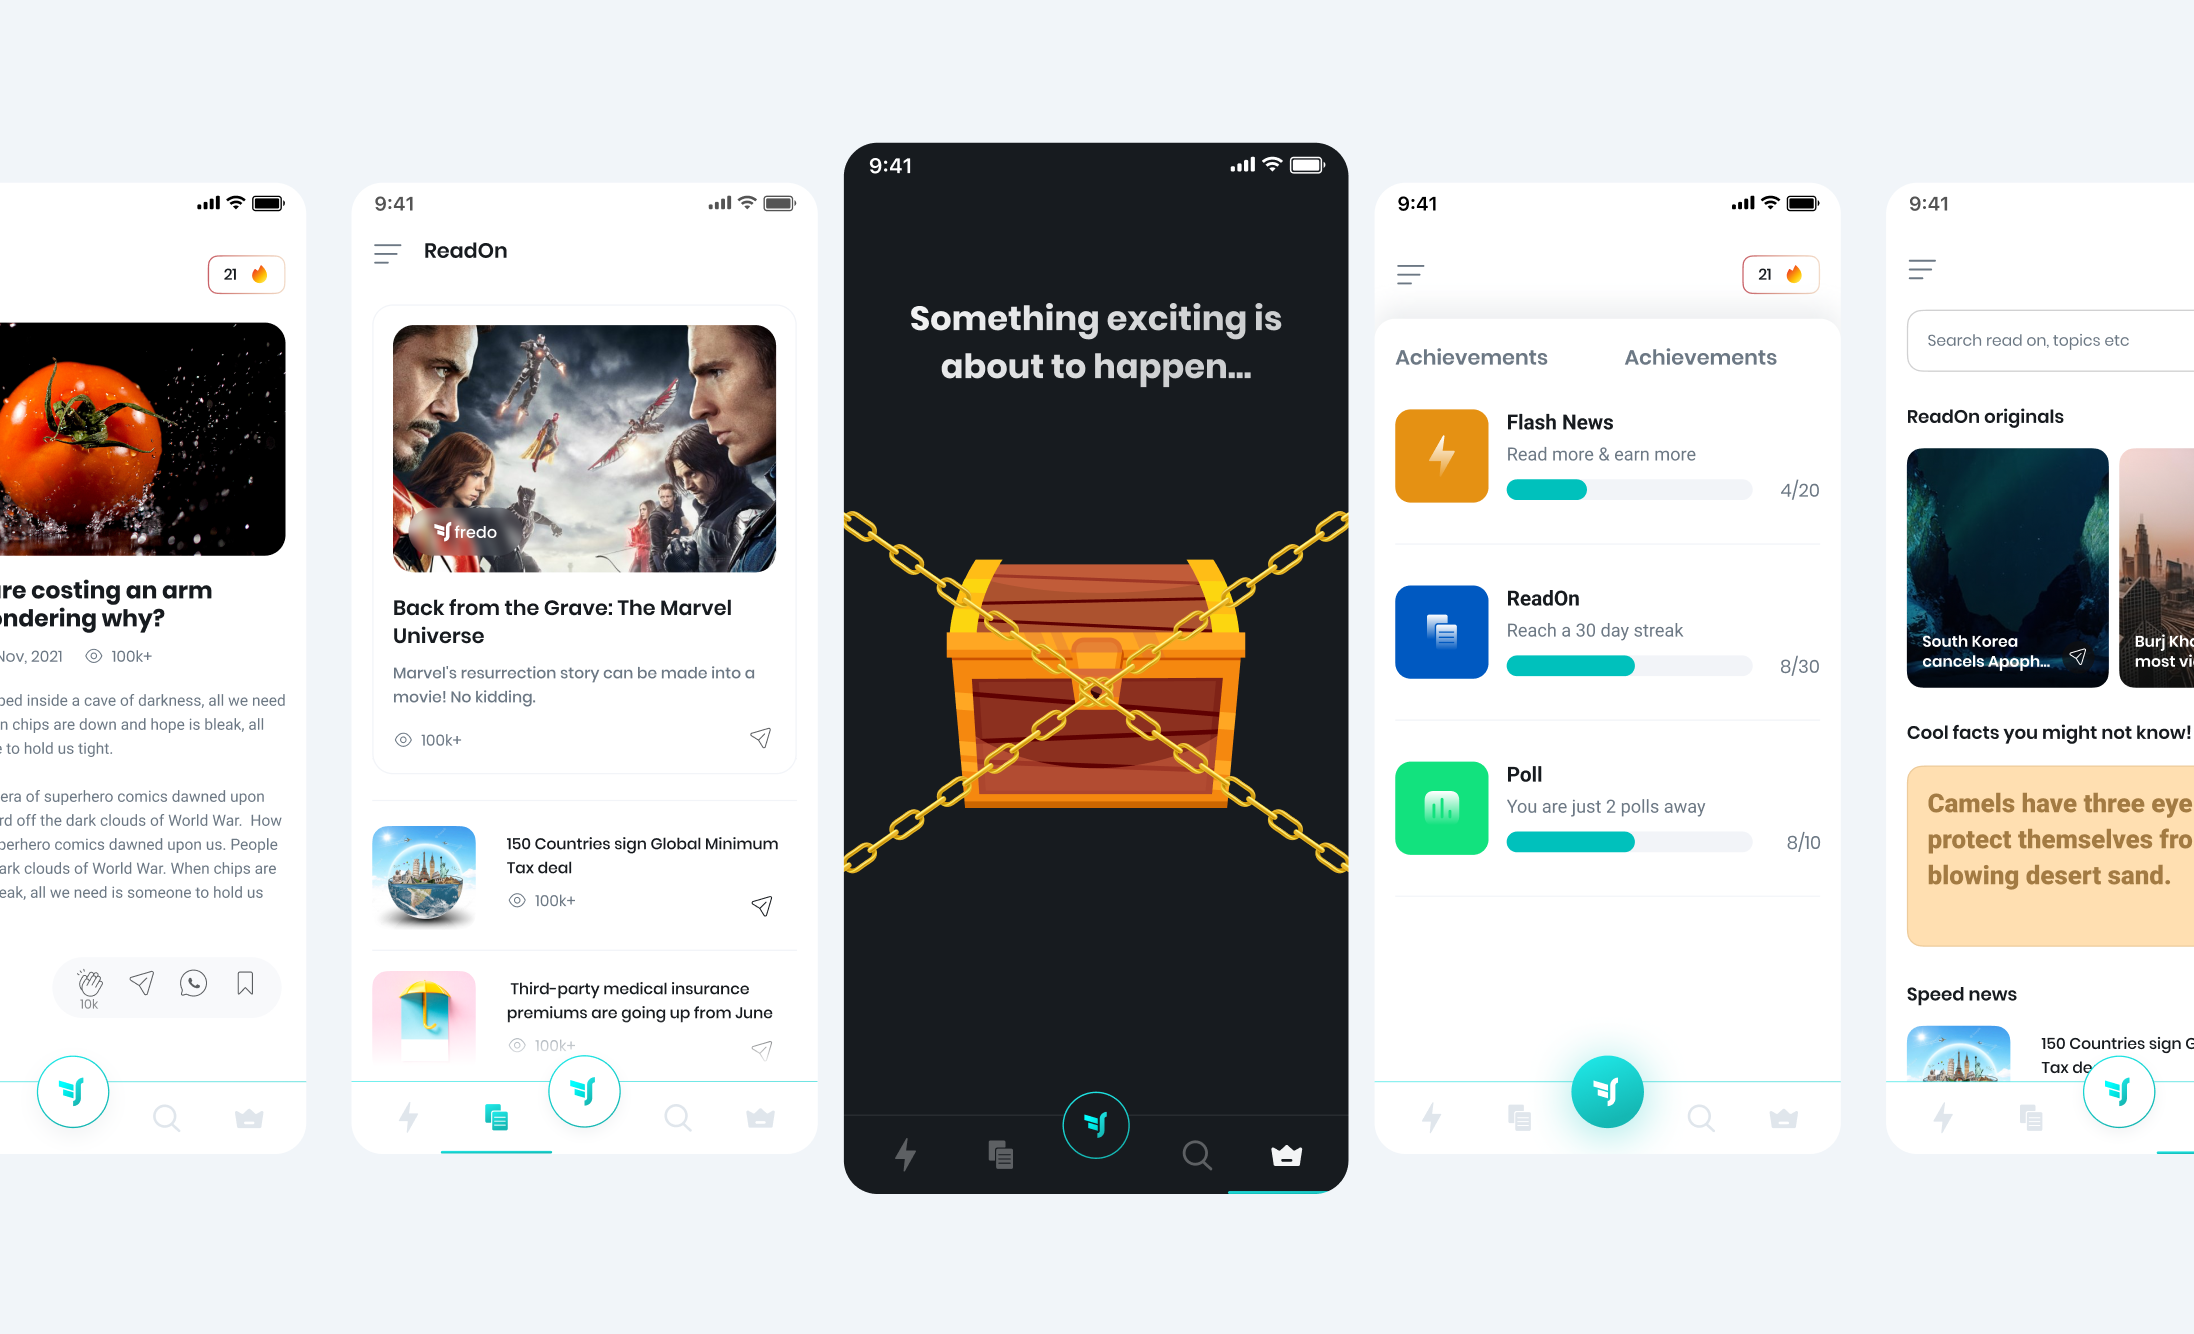 21
re costing an arm
ondering why?
Nov, 2021
100k+
ped inside a cave of darkness, all we need
n chips are down and hope is bleak, all
e to hold us tight.
era of superhero comics dawned upon
rd off the dark clouds of World War. How
perhero comics dawned upon us. People
ark clouds of World War. When chips are
eak, all we need is someone to hold us
10k
9:41
ReadOn
fredo
Back from the Grave: The Marvel
Universe
Marvel's resurrection story can be made into a
movie! No kidding.
100k+
150 Countries sign Global Minimum
Tax deal
100k+
Third-party medical insurance
premiums are going up from June
100k+
9:41
Something exciting is
about to happen...
9:41
21
Achievements
Achievements
Flash News
Read more & earn more
4/20
ReadOn
Reach a 30 day streak
8/30
Poll
You are just 2 polls away
8/10
9:41
Search read on, topics etc
ReadOn originals
South Korea
cancels Apoph...
Burj Kh
most vi
Cool facts you might not know!
Camels have three eye
protect themselves fro
blowing desert sand.
Speed news
150 Countries sign G
Tax de